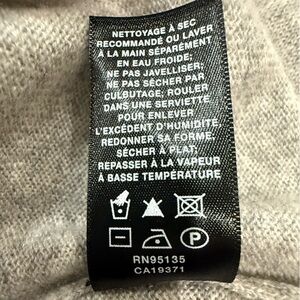 NETTOYAGE À SEC
RECOMMANDÉ OU LAVER
À LA MAIN SÉPARÉMENT
EN EAU FROIDE;
NE PAS JAVELLISER;
NE PAS SÉCHER PAR
CULBUTAGE; ROULER
DANS UNE SERVIETTE
POUR ENLEVER
L'EXCÉDENT D'HUMIDITÉ,
REDONNER SA FORME,
SÉCHER À PLAT,
REPASSER À LA VAPEUR
À BASSE TEMPÉRATURE
P
RN95135
CA19371